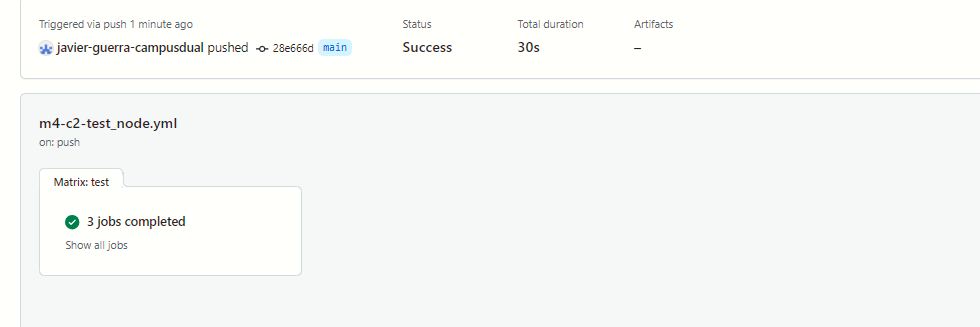 Triggered via push 1 minute ago
Status
Total duration
Artifacts
javier-guerra-campusdual pushed 28e666d main
Success
30s
–
m4-c2-test_node.yml
on: push
Matrix: test
3 jobs completed
Show all jobs